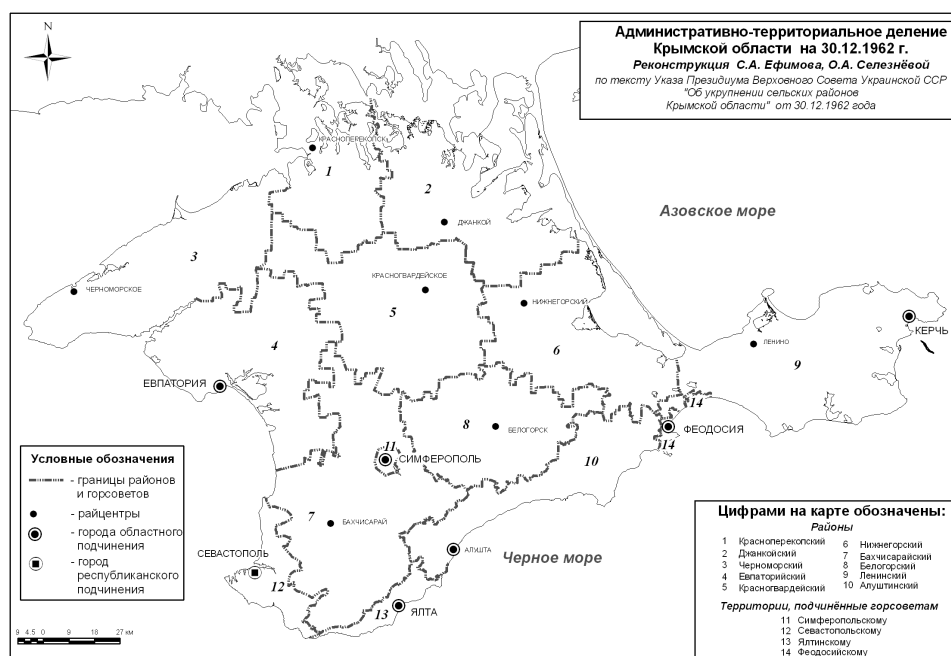 N
Административно-территориальное деление
Крымской области на 30.12.1962 г.
Реконструкция С.А. Ефимова, О.А. Селезнёвой
по тексту Указа Президиума Верховного Совета Украинской ССР
"Об укрупнении сельских районов
Крымской области" от 30.12.1962 года
КРАСНОПЕРЕКОПСК
1
2
ДЖАНКОЙ
Азовское море
3
ЧЕРНОМОРСКОЕ
КРАСНОГВАРДЕЙСКОЕ
5
НИЖНЕГОРСКИЙ
КЕРЧЬ
4
6
ЛЕНИНО
9
ЕВПАТОРИЯ
14
8
БЕЛОГОРСК
ФЕОДОСИЯ
14
11
СИМФЕРОПОЛЬ
10
7
БАХЧИСАРАЙ
АЛУШТА
Черное море
СЕВАСТОПОЛЬ
12
13
ЯЛТА
Условные обозначения
- границы районов
и горсоветов
- райцентры
- города областного
подчинения
- город
республиканского
подчинения
9 4.5 0 9 18 27 км
Цифрами на карте обозначены:
Районы
1 Красноперекопский
2 Джанкойский
3 Черноморский
4 Евпаторийский
5 Красногвардейский
6 Нижнегорский
7 Бахчисарайский
8 Белогорский
9 Ленинский
10 Алуштинский
Территории, подчинённые горсоветам
11 Симферопольскому
12 Севастопольскому
13 Ялтинскому
14 Феодосийскому